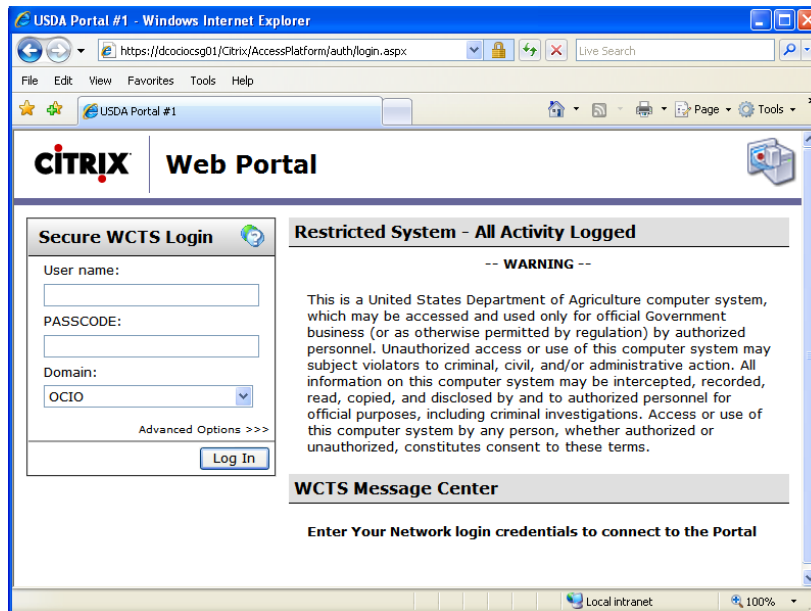 USDA Portal #1 - Windows Internet Explorer
https://dcociocsg01/Citrix/AccessPlatform/auth/login.aspx
Live Search
File Edit View Favorites Tools Help
USDA Portal #1
Page Tools
CİTRIX Web Portal
Secure WCTS Login
User name:
PASSCODE:
Domain:
OCIO
Advanced Options >>>
Log In
Restricted System - All Activity Logged
-- WARNING --
This is a United States Department of Agriculture computer system,
which may be accessed and used only for official Government
business (or as otherwise permitted by regulation) by authorized
personnel. Unauthorized access or use of this computer system may
subject violators to criminal, civil, and/or administrative action. All
information on this computer system may be intercepted, recorded,
read, copied, and disclosed by and to authorized personnel for
official purposes, including criminal investigations. Access or use of
this computer system by any person, whether authorized or
unauthorized, constitutes consent to these terms.
WCTS Message Center
Enter Your Network login credentials to connect to the Portal
Local intranet 100%